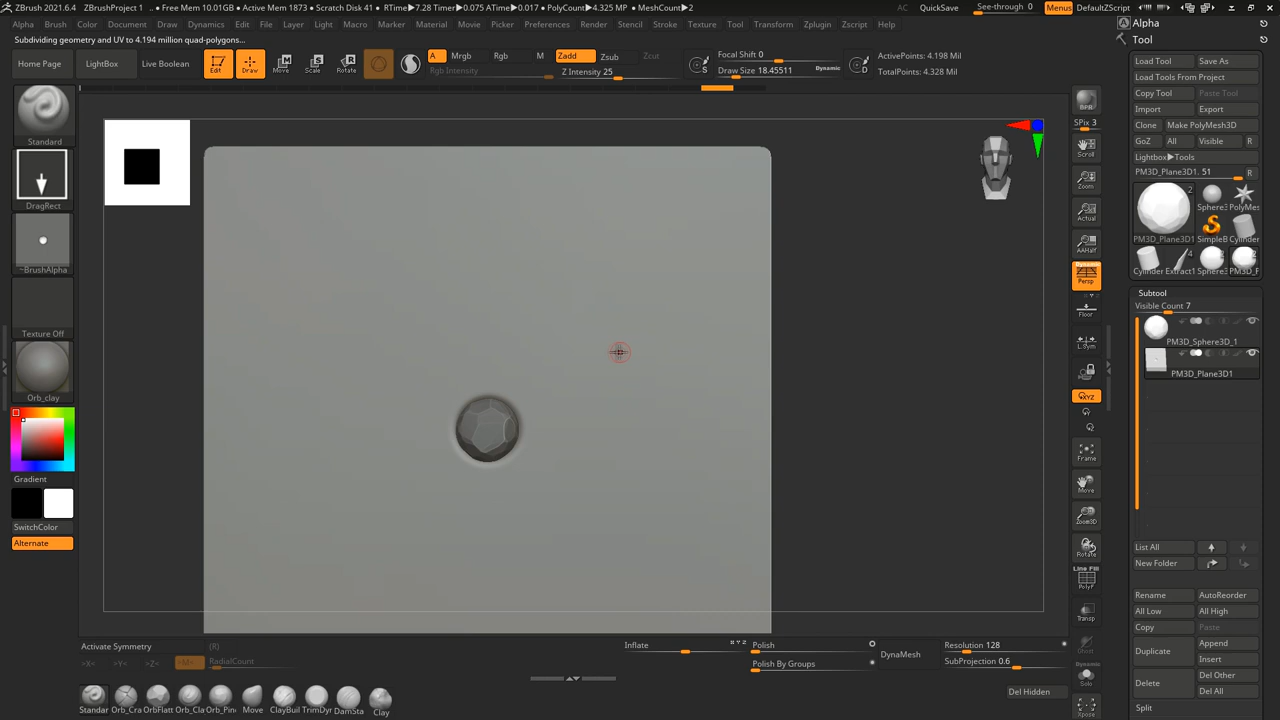 ZBrush 2021.6.4 ZBrushProject 1 .. ● Free Mem 10.01GB ● Active Mem 1873 ● Scratch Disk 41 ● RTime▶7.28 Timer▶0.075 ATime▶0.017 ● PolyCount▶4.325 MP ● MeshCount▶2 AC QuickSave See-through 0 Menus DefaultZScript
Alpha Brush Color Document Draw Dynamics Edit File Layer Light Macro Marker Material Movie Picker Preferences Render Stencil Stroke Texture Tool Transform Zplugin Zscript Help
Subdividing geometry and UV to 4.194 million quad-polygons...
Home Page LightBox Live Boolean Edit Draw Move Scale Rotate
A Mrgb Rgb M Zadd Zsub Zcut
Rgb Intensity Z Intensity 25
Focal Shift 0
Draw Size 18.45511 Dynamic
S D
ActivePoints: 4.198 Mil
TotalPoints: 4.328 Mil
Standard
DragRect
~BrushAlpha
Texture Off
Orb_clay
Gradient
SwitchColor
Alternate
BPR
SPix 3
Scroll
Zoom
Actual
AAHalf
Dynamic
Persp
Floor
L.Sym
XYZ
Frame
Move
Zoom3D
Rotate
Line Fill
PolyF
Transp
Ghost
Dynamic
Solo
Xpose
Alpha
Tool
Load Tool Save As
Load Tools From Project
Copy Tool Paste Tool
Import Export
Clone Make PolyMesh3D
GoZ All Visible R
Lightbox▶Tools
PM3D_Plane3D1. 51 R
2
PM3D_Plane3D1 Sphere3 PolyMes
SimpleB Cylinder
4
Cylinder Extract1 Sphere3 PM3D_P
Subtool
Visible Count 7
PM3D_Sphere3D_1
PM3D_Plane3D1
List All
New Folder
Rename AutoReorder
All Low All High
Copy Paste
Duplicate Append
Insert
Delete Del Other
Del All
Split
Activate Symmetry (R)
>X< >Y< >Z< >M< RadialCount
Inflate X Y Z
Polish
Polish By Groups
DynaMesh
Resolution 128
SubProjection 0.6
Del Hidden
Standar Orb_Cra OrbFlatt Orb_Cla Orb_Pin Move ClayBuil TrimDyr DamSta Clay